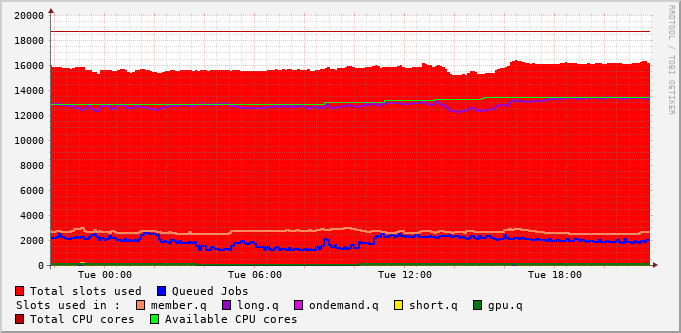 RRDTOOL / TOBI OETIKER
20000
18000
16000
14000
12000
10000
8000
6000
4000
2000
0
Tue 00:00 Tue 06:00 Tue 12:00 Tue 18:00
Total slots used Queued Jobs
Slots used in : member.q long.q ondemand.q short.q gpu.q
Total CPU cores Available CPU cores